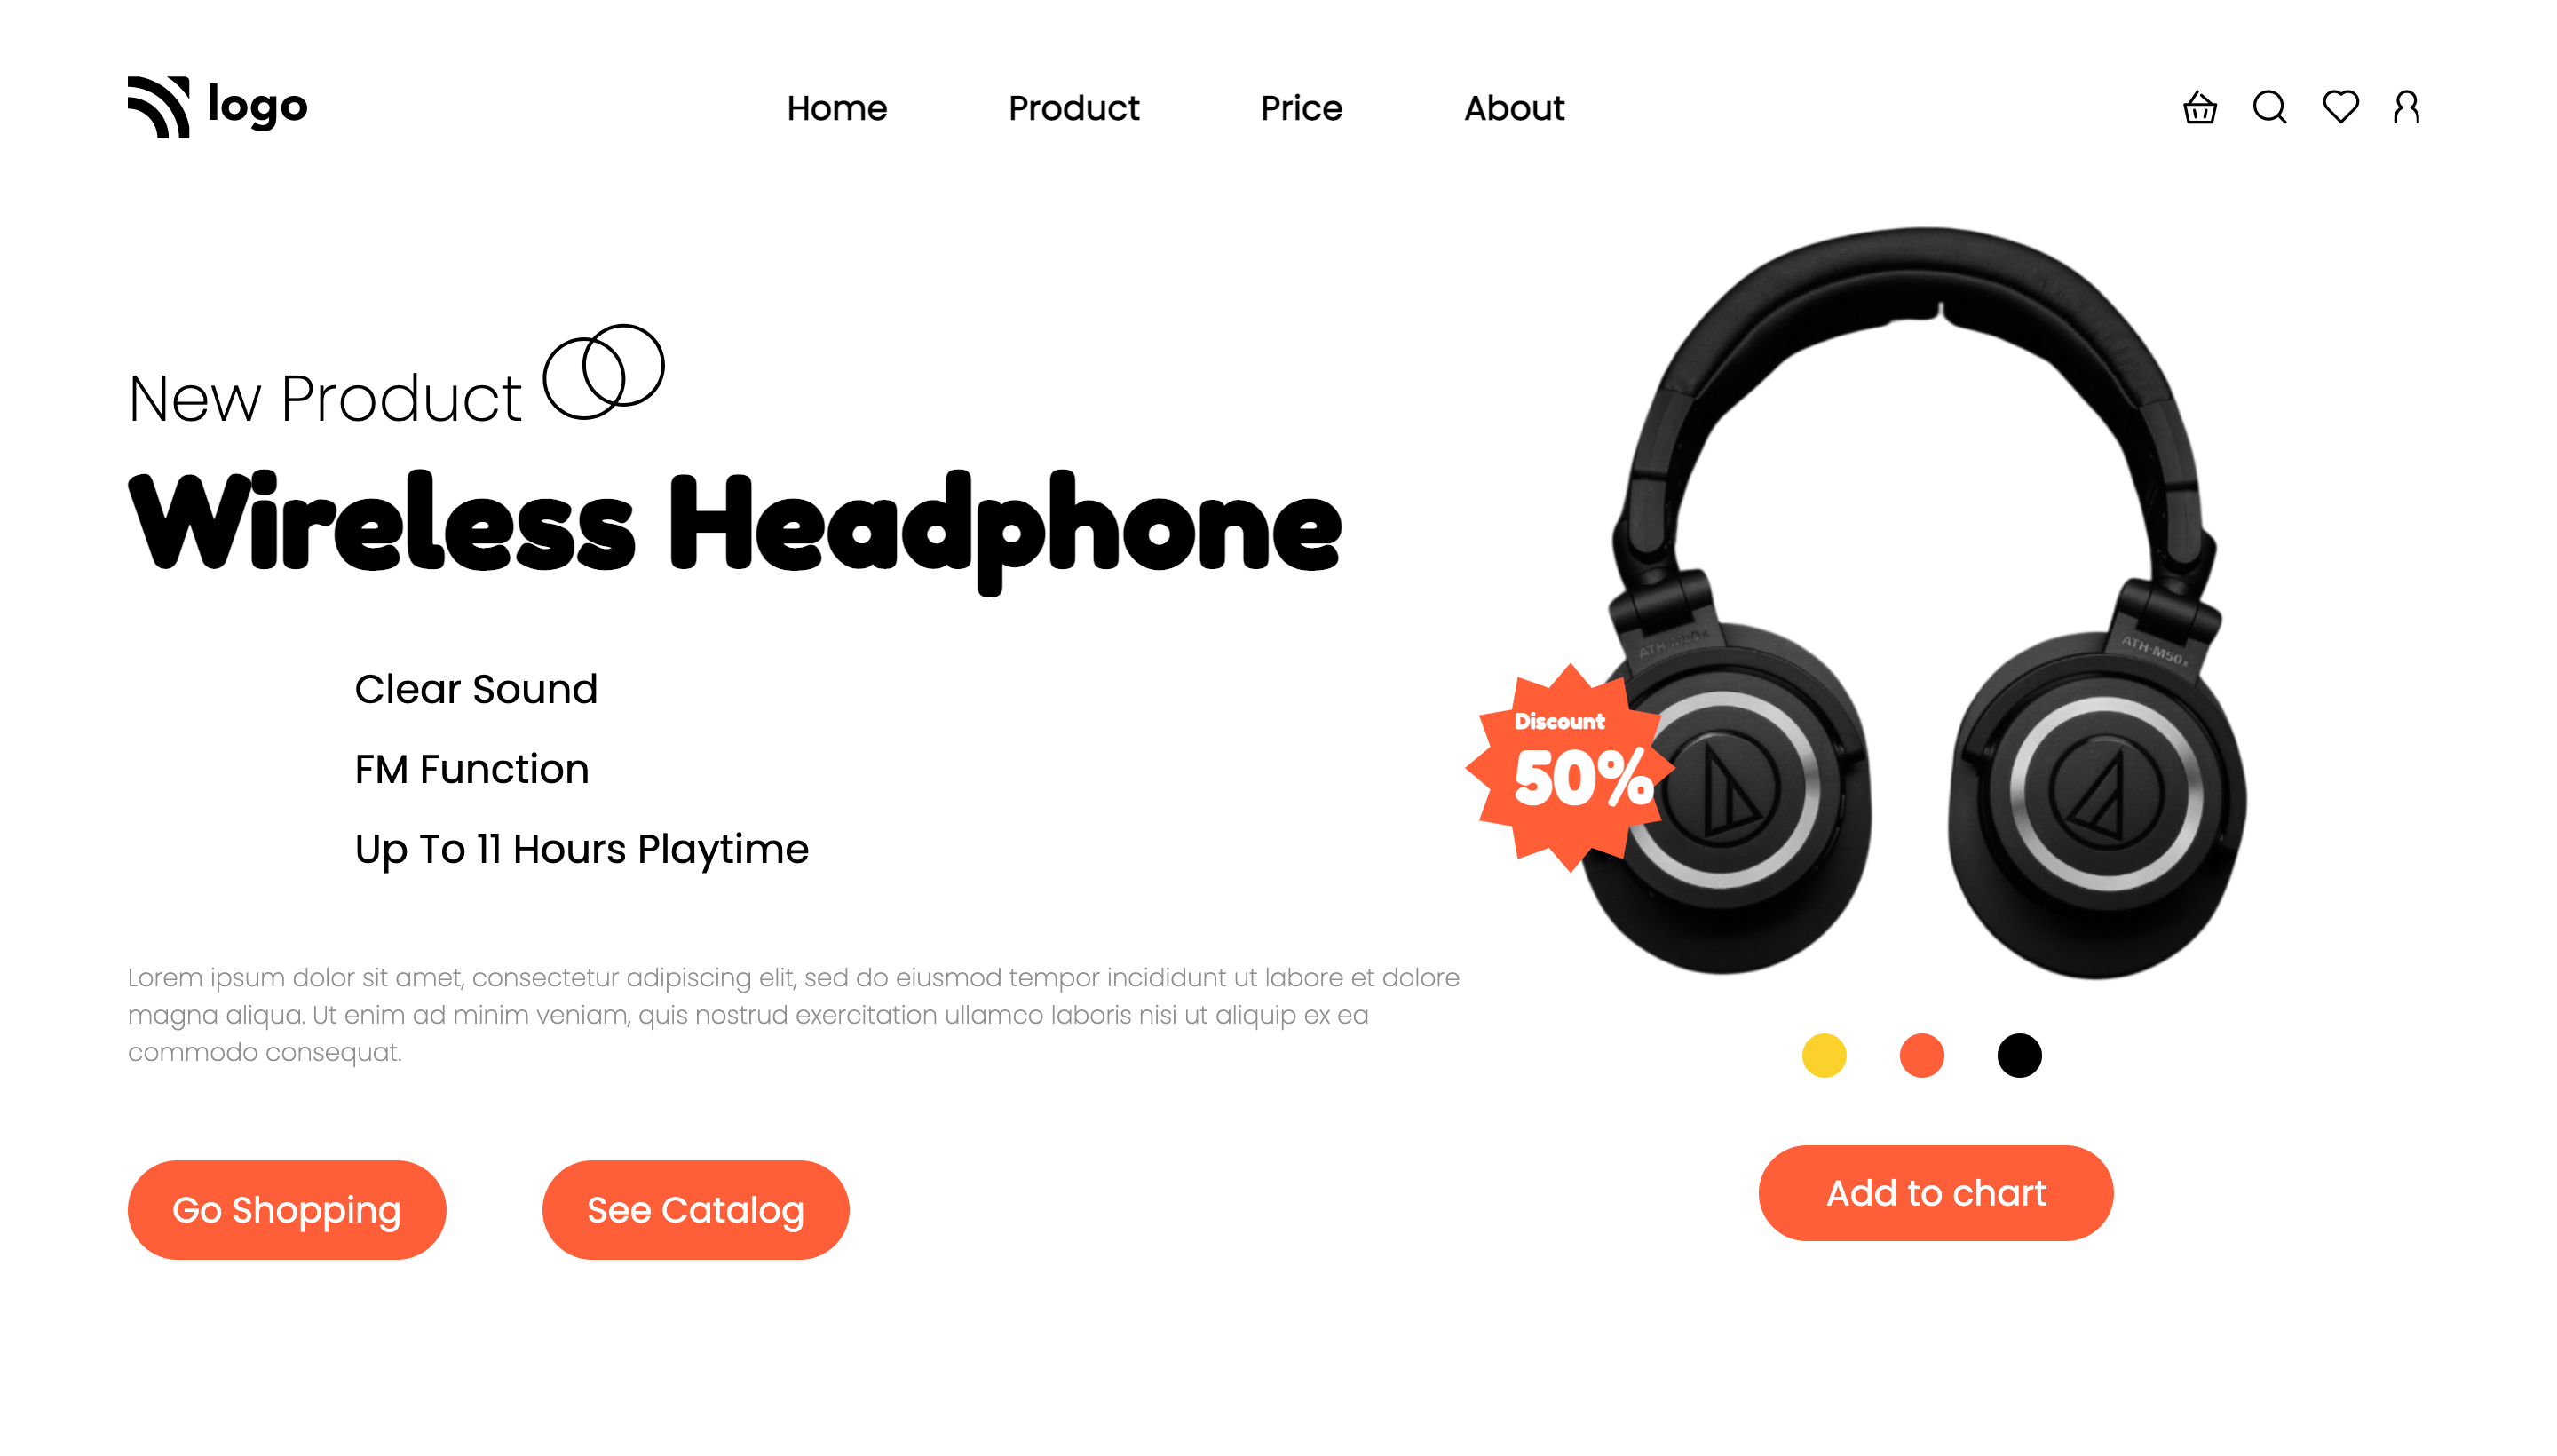 logo
Home Product Price About
New Product
Wireless Headphone
Clear Sound
FM Function
Up To 11 Hours Playtime
ATH-M50x
ATH-M50x
Discount
50%
Lorem ipsum dolor sit amet, consectetur adipiscing elit, sed do eiusmod tempor incididunt ut labore et dolore
magna aliqua. Ut enim ad minim veniam, quis nostrud exercitation ullamco laboris nisi ut aliquip ex ea
commodo consequat.
Go Shopping
See Catalog
Add to chart